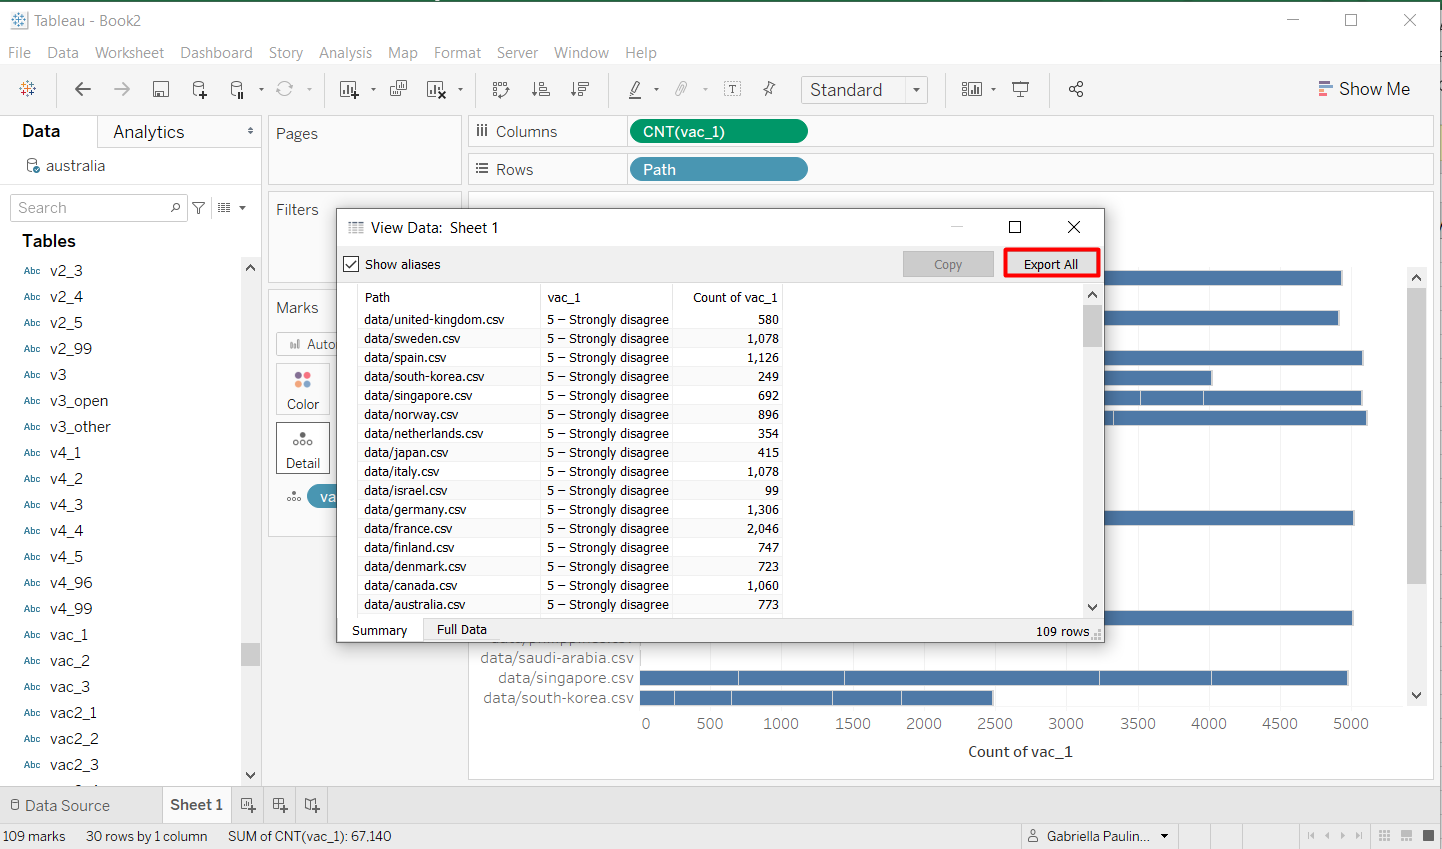 Tableau - Book2
File Data Worksheet Dashboard Story Analysis Map Format Server Window Help
Standard
Show Me
Data
Analytics
australia
Search
Tables
Abc v2_3
Abc v2_4
Abc v2_5
Abc v2_99
Abc v3
Abc v3_open
Abc v3_other
Abc v4_1
Abc v4_2
Abc v4_3
Abc v4_4
Abc v4_5
Abc v4_96
Abc v4_99
Abc vac_1
Abc vac_2
Abc vac_3
Abc vac2_1
Abc vac2_2
Abc vac2_3
Pages
Filters
Marks
Auto
Color
Detail
va
Columns
CNT(vac_1)
Rows
Path
View Data: Sheet 1
Show aliases
Copy
Export All
Path vac_1 Count of vac_1
data/united-kingdom.csv 5 – Strongly disagree 580
data/sweden.csv 5 – Strongly disagree 1,078
data/spain.csv 5 – Strongly disagree 1,126
data/south-korea.csv 5 – Strongly disagree 249
data/singapore.csv 5 – Strongly disagree 692
data/norway.csv 5 – Strongly disagree 896
data/netherlands.csv 5 – Strongly disagree 354
data/japan.csv 5 – Strongly disagree 415
data/italy.csv 5 – Strongly disagree 1,078
data/israel.csv 5 – Strongly disagree 99
data/germany.csv 5 – Strongly disagree 1,306
data/france.csv 5 – Strongly disagree 2,046
data/finland.csv 5 – Strongly disagree 747
data/denmark.csv 5 – Strongly disagree 723
data/canada.csv 5 – Strongly disagree 1,060
data/australia.csv 5 – Strongly disagree 773
Summary
Full Data
109 rows
data/saudi-arabia.csv
data/singapore.csv
data/south-korea.csv
0 500 1000 1500 2000 2500 3000 3500 4000 4500 5000
Count of vac_1
Data Source
Sheet 1
109 marks 30 rows by 1 column SUM of CNT(vac_1): 67,140
Gabriella Paulin...